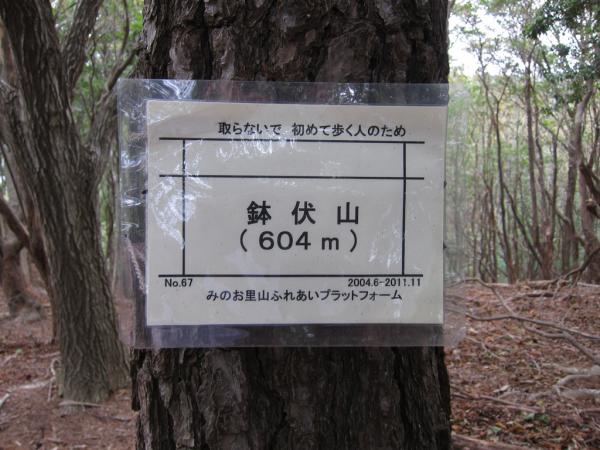 取らないで 初めて歩く人のため
鉢伏山
(604m)
No.67 2004.6-2011.11
みのお里山ふれあいプラットフォーム